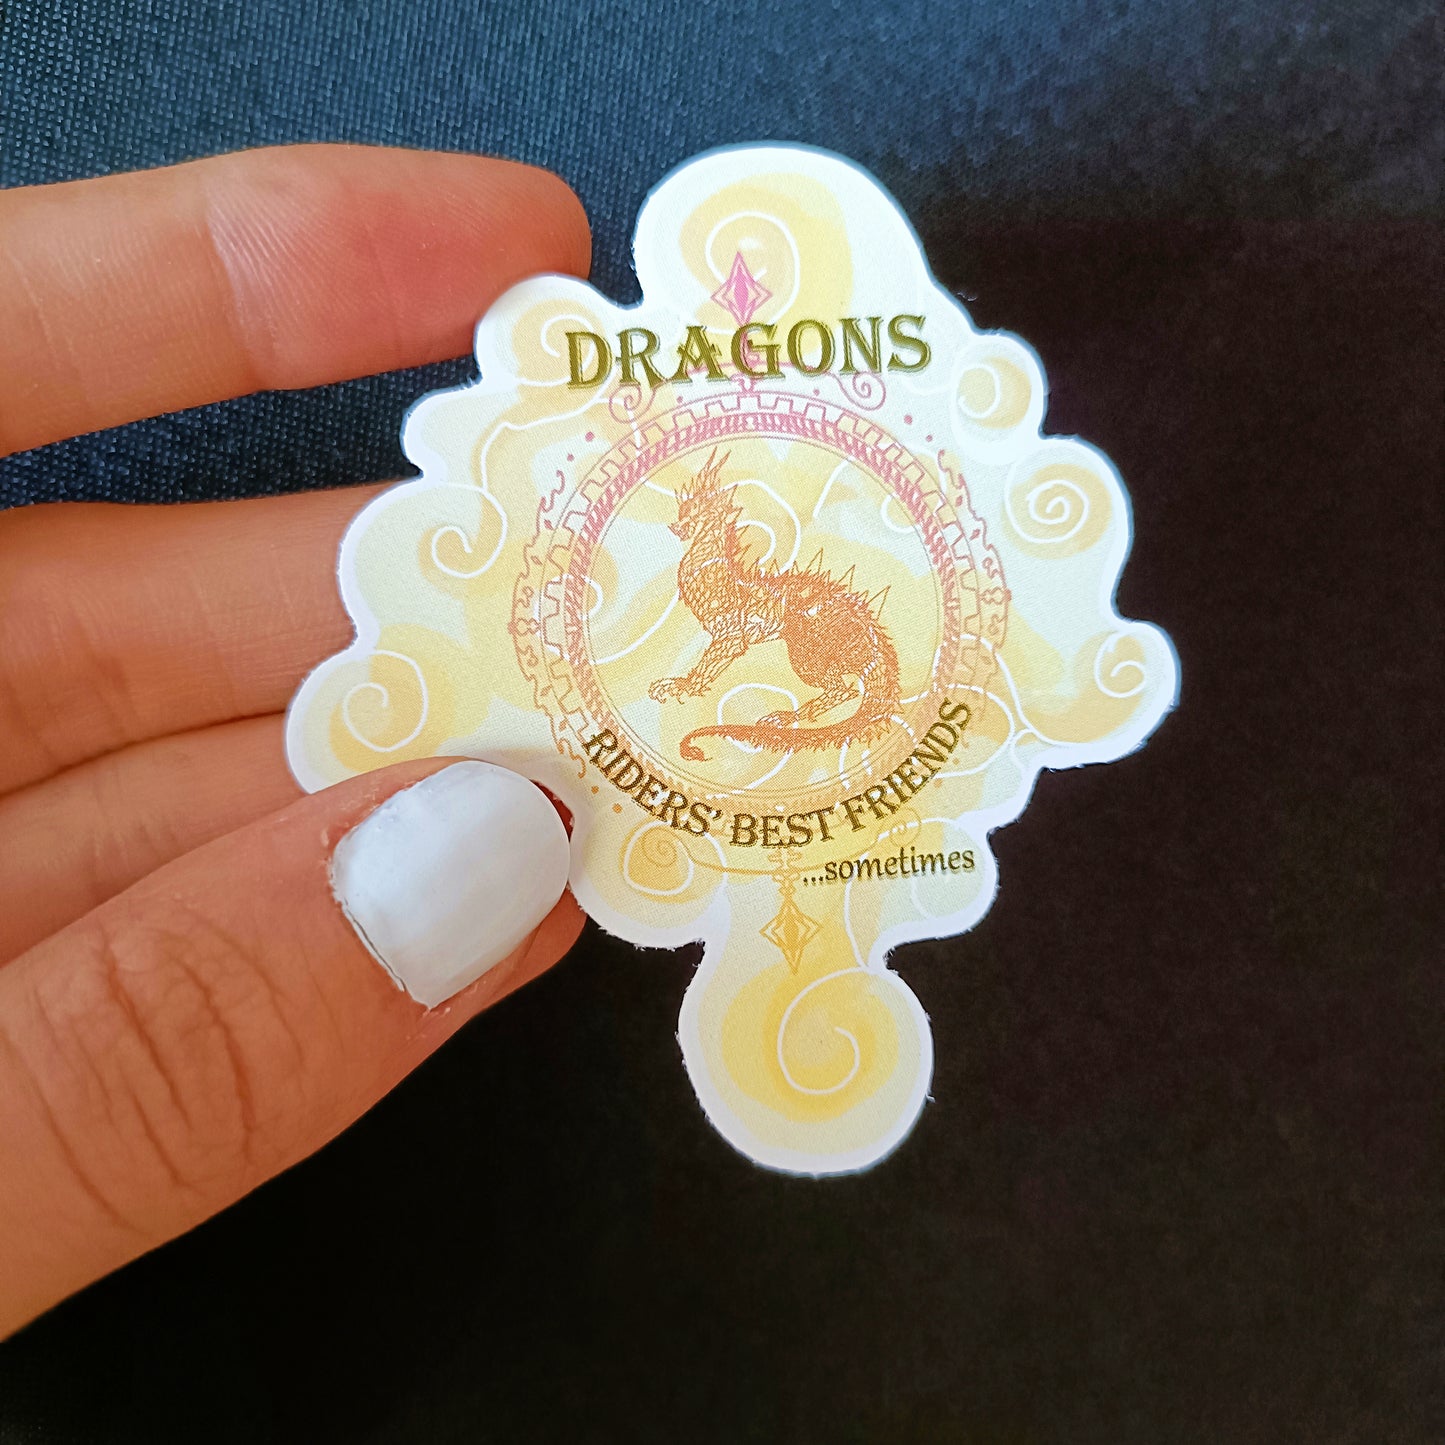 DRAGONS
RIDERS' BEST FRIENDS
...sometimes